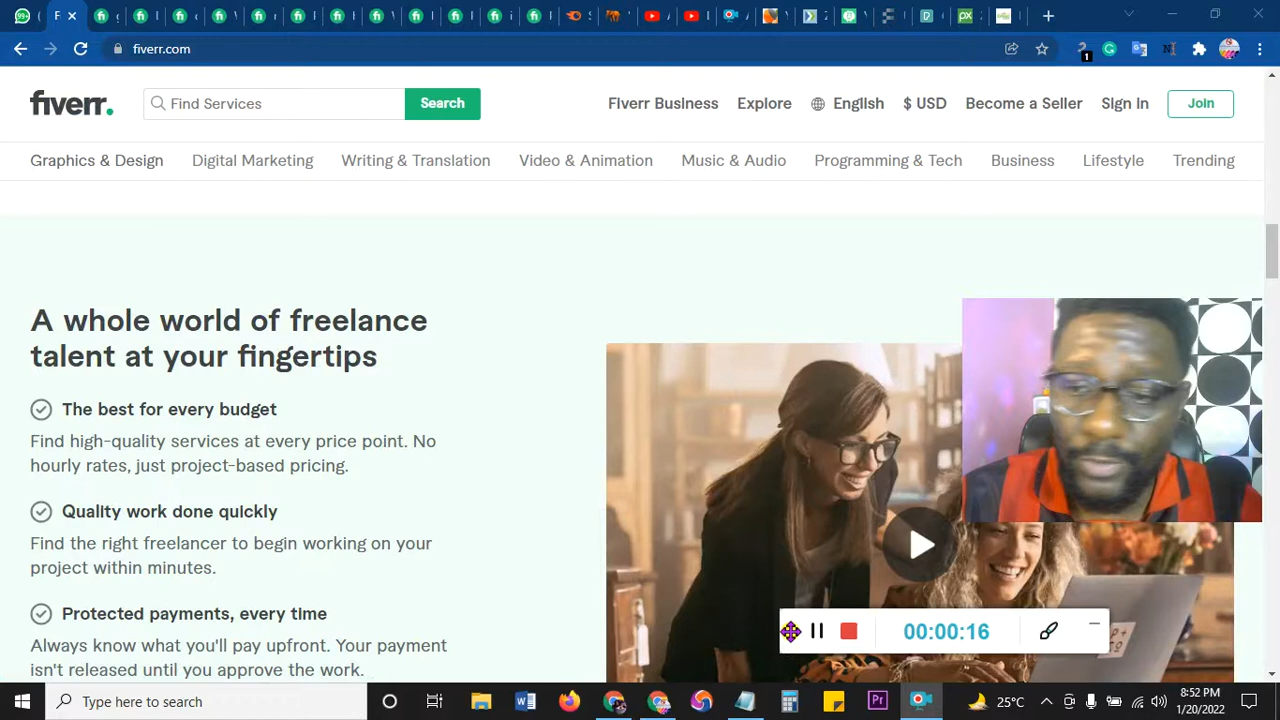 99+
F
fiverr.com
1
fiverr.
Find Services
Search
Fiverr Business
Explore
English
$ USD
Become a Seller
Sign In
Join
Graphics & Design
Digital Marketing
Writing & Translation
Video & Animation
Music & Audio
Programming & Tech
Business
Lifestyle
Trending
A whole world of freelance
talent at your fingertips
The best for every budget
Find high-quality services at every price point. No
hourly rates, just project-based pricing.
Quality work done quickly
Find the right freelancer to begin working on your
project within minutes.
Protected payments, every time
Always know what you'll pay upfront. Your payment
isn't released until you approve the work.
00:00:16
Type here to search
25°C
8:52 PM
1/20/2022